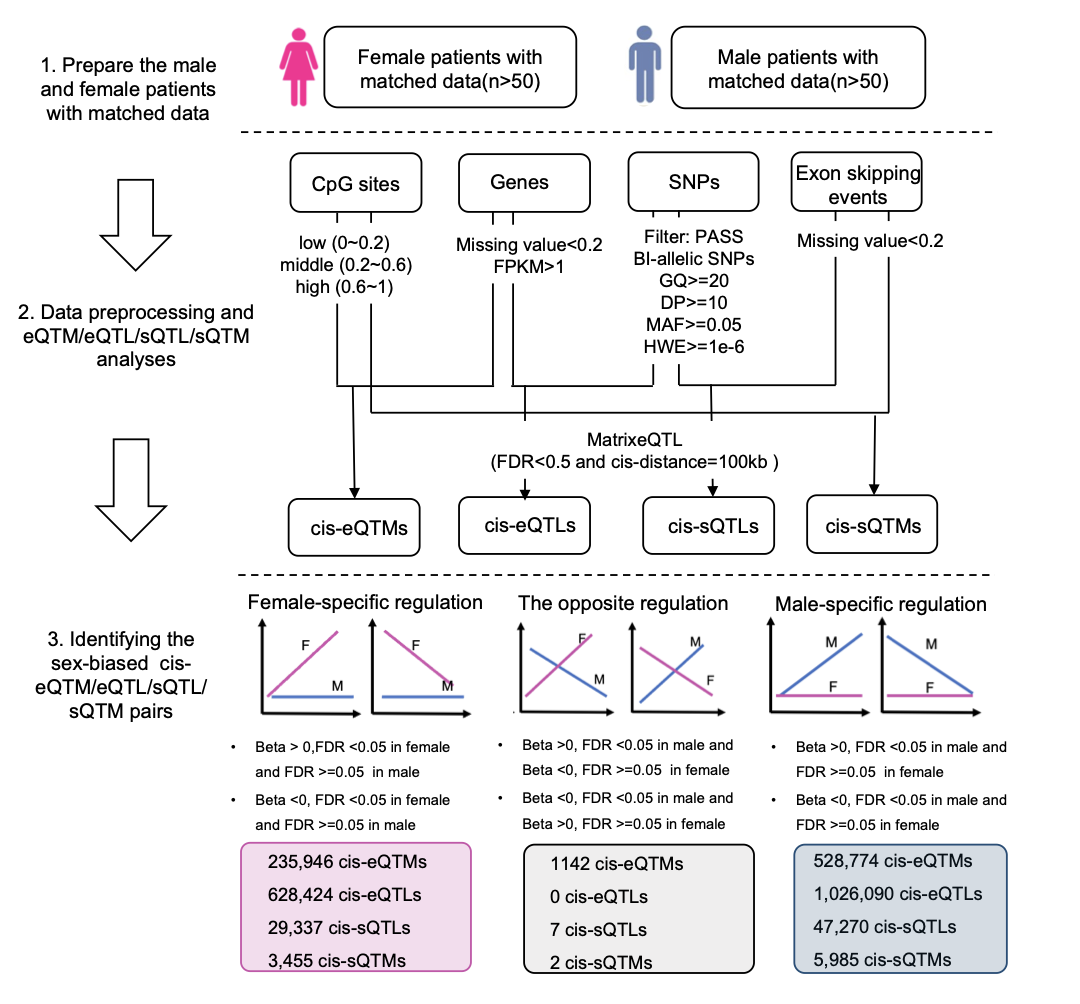 1. Prepare the male
and female patients
with matched data
Female patients with
matched data(n>50)
Male patients with
matched data(n>50)
CpG sites
Genes
SNPs
Exon skipping
events
low (0~0.2)
middle (0.2~0.6)
high (0.6~1)
Missing value<0.2
FPKM>1
Filter: PASS
BI-allelic SNPs
GQ>=20
DP>=10
MAF>=0.05
HWE>=1e-6
Missing value<0.2
2. Data preprocessing and
eQTM/eQTL/sQTL/sQTM
analyses
MatrixeQTL
(FDR<0.5 and cis-distance=100kb )
cis-eQTMs
cis-eQTLs
cis-sQTLs
cis-sQTMs
3. Identifying the
sex-biased cis-
eQTM/eQTL/sQTL/
sQTM pairs
Female-specific regulation
F
M
F
M
• Beta > 0,FDR <0.05 in female
and FDR >=0.05 in male
• Beta <0, FDR <0.05 in female
and FDR >=0.05 in male
235,946 cis-eQTMs
628,424 cis-eQTLs
29,337 cis-sQTLs
3,455 cis-sQTMs
The opposite regulation
F
M
M
F
• Beta >0, FDR <0.05 in male and
Beta <0, FDR >=0.05 in female
• Beta <0, FDR <0.05 in male and
Beta >0, FDR >=0.05 in female
1142 cis-eQTMs
0 cis-eQTLs
7 cis-sQTLs
2 cis-sQTMs
Male-specific regulation
M
F
M
F
• Beta >0, FDR <0.05 in male and
FDR >=0.05 in female
• Beta <0, FDR <0.05 in male and
FDR >=0.05 in female
528,774 cis-eQTMs
1,026,090 cis-eQTLs
47,270 cis-sQTLs
5,985 cis-sQTMs